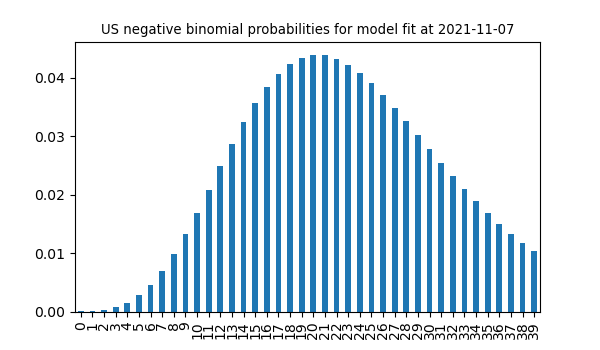 US negative binomial probabilities for model fit at 2021-11-07
0.04
0.03
0.02
0.01
0.00
0 1 2 3 4 5 6 7 8 9 10 11 12 13 14 15 16 17 18 19 20 21 22 23 24 25 26 27 28 29 30 31 32 33 34 35 36 37 38 39